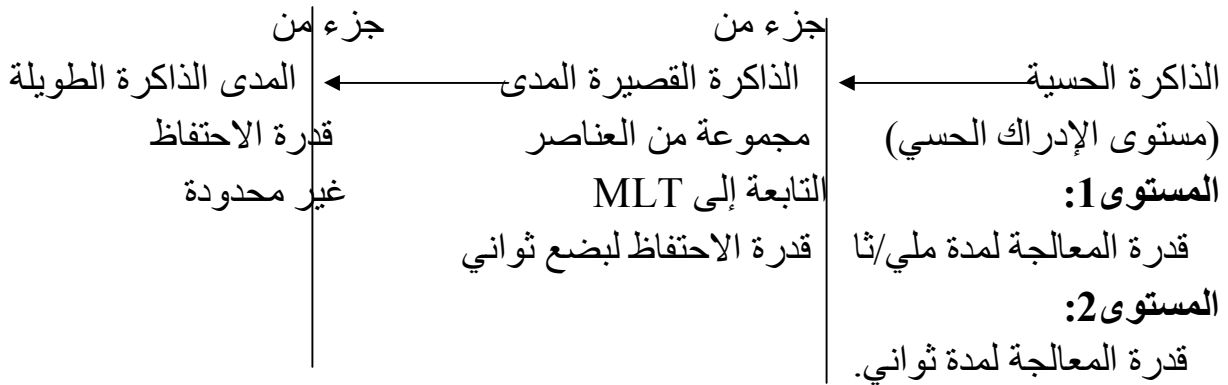 جزء من جزء من
الذاكرة الحسية الذاكرة القصيرة المدى المدى الذاكرة الطويلة
(مستوى الإدراك الحسي) مجموعة من العناصر قدرة الاحتفاظ
المستوى1: التابعة إلى MLT غير محدودة
قدرة المعالجة لمدة ملي/ثا قدرة الاحتفاظ لبضع ثواني
المستوى2:
قدرة المعالجة لمدة ثواني.